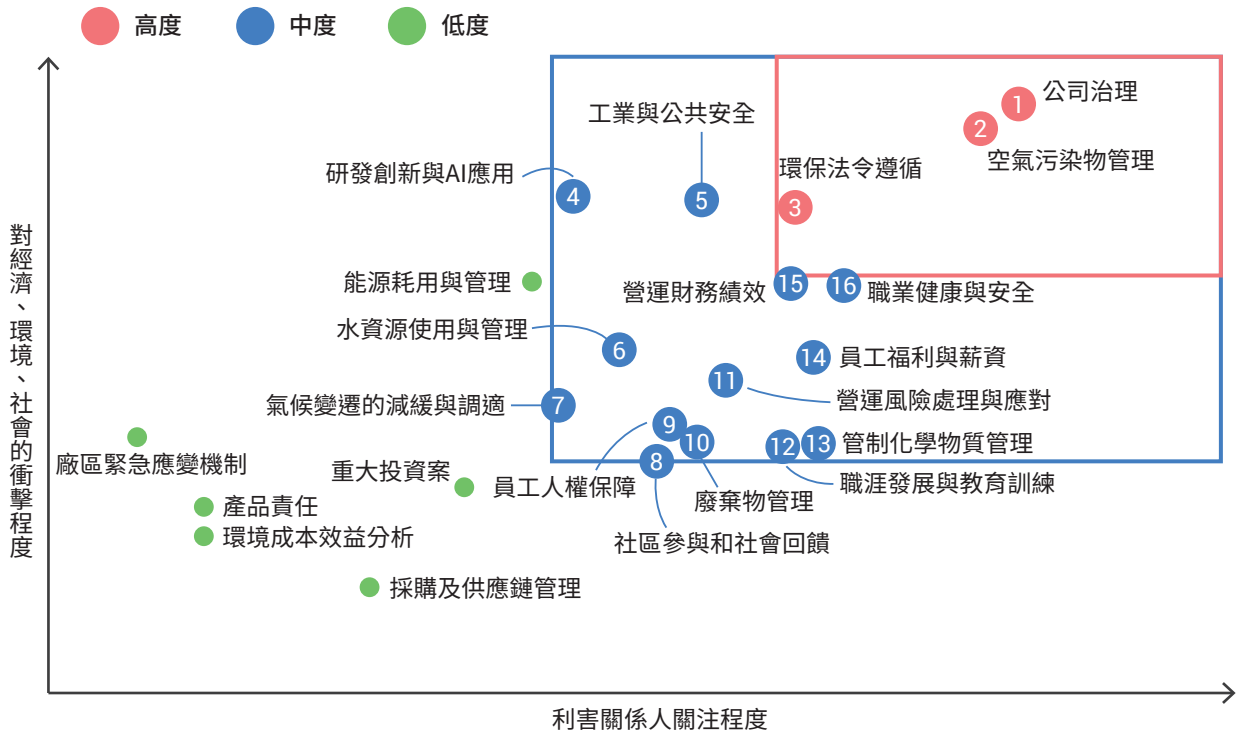 高度
中度
低度
對經濟、環境、社會的衝擊程度
1 公司治理
2
空氣污染物管理
工業與公共安全
環保法令遵循
研發創新與AI應用
4
5
3
能源耗用與管理
營運財務績效
15
16
職業健康與安全
水資源使用與管理
6
14 員工福利與薪資
11
營運風險處理與應對
氣候變遷的減緩與調適
7
9
10
12
13 管制化學物質管理
8
廠區緊急應變機制
重大投資案
員工人權保障
廢棄物管理
職涯發展與教育訓練
產品責任
環境成本效益分析
社區參與和社會回饋
採購及供應鏈管理
利害關係人關注程度